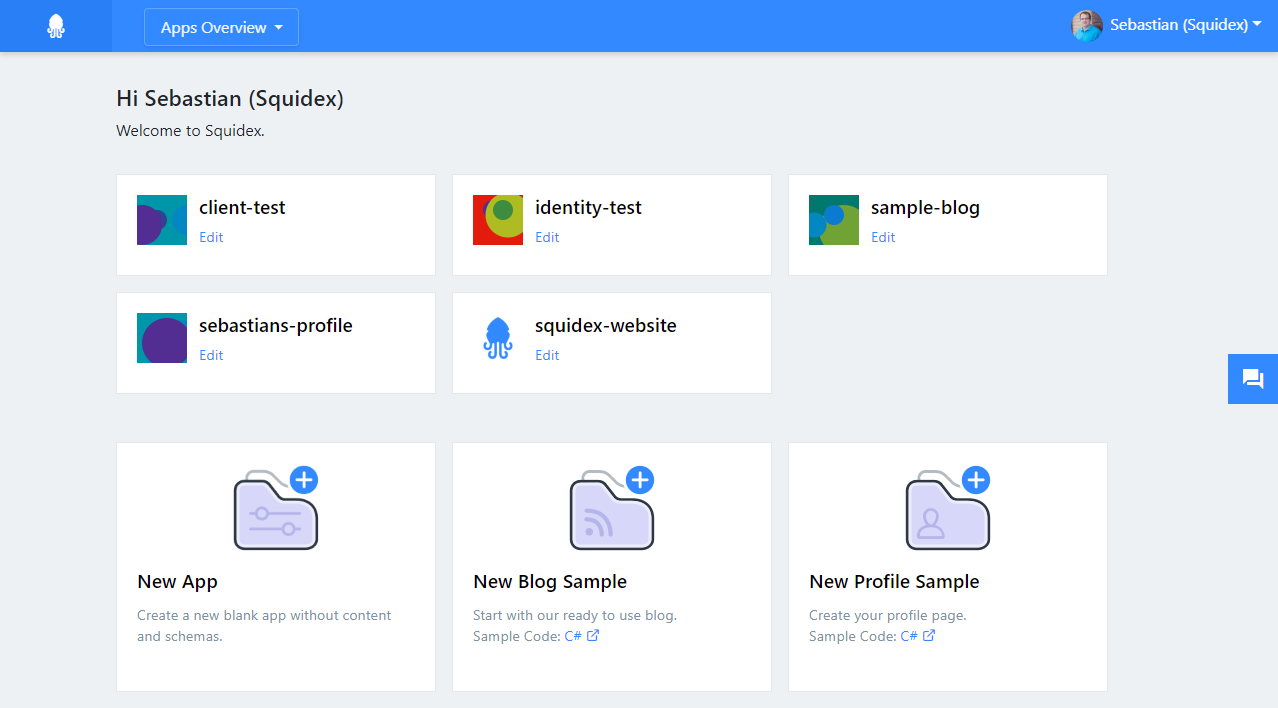 Apps Overview
Sebastian (Squidex)
Hi Sebastian (Squidex)
Welcome to Squidex.
client-test
Edit
identity-test
Edit
sample-blog
Edit
sebastians-profile
Edit
squidex-website
Edit
New App
Create a new blank app without content
and schemas.
New Blog Sample
Start with our ready to use blog.
Sample Code: C#
New Profile Sample
Create your profile page.
Sample Code: C#